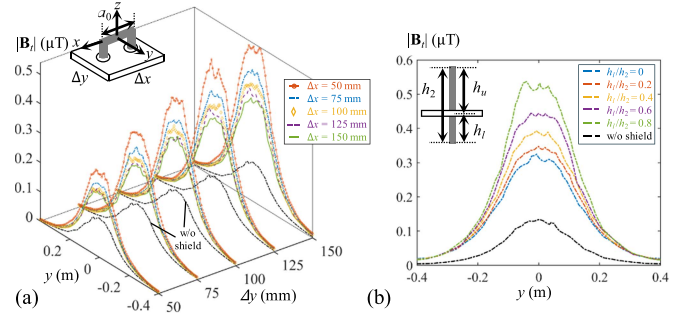 |B_t| (μT)
z
a_0
x
y
Δy
Δx
0.5
0.4
0.3
0.2
0.1
0
Δx = 50 mm
Δx = 75 mm
Δx = 100 mm
Δx = 125 mm
Δx = 150 mm
w/o
shield
0.2
0
-0.2
-0.4
y (m)
50
75
100
125
150
Δy (mm)
(a)
|B_t| (μT)
0.6
0.5
0.4
0.3
0.2
0.1
0
h_2
h_u
h_l
h_l/h_2 = 0
h_l/h_2 = 0.2
h_l/h_2 = 0.4
h_l/h_2 = 0.6
h_l/h_2 = 0.8
w/o shield
-0.4
-0.2
0
0.2
0.4
y (m)
(b)